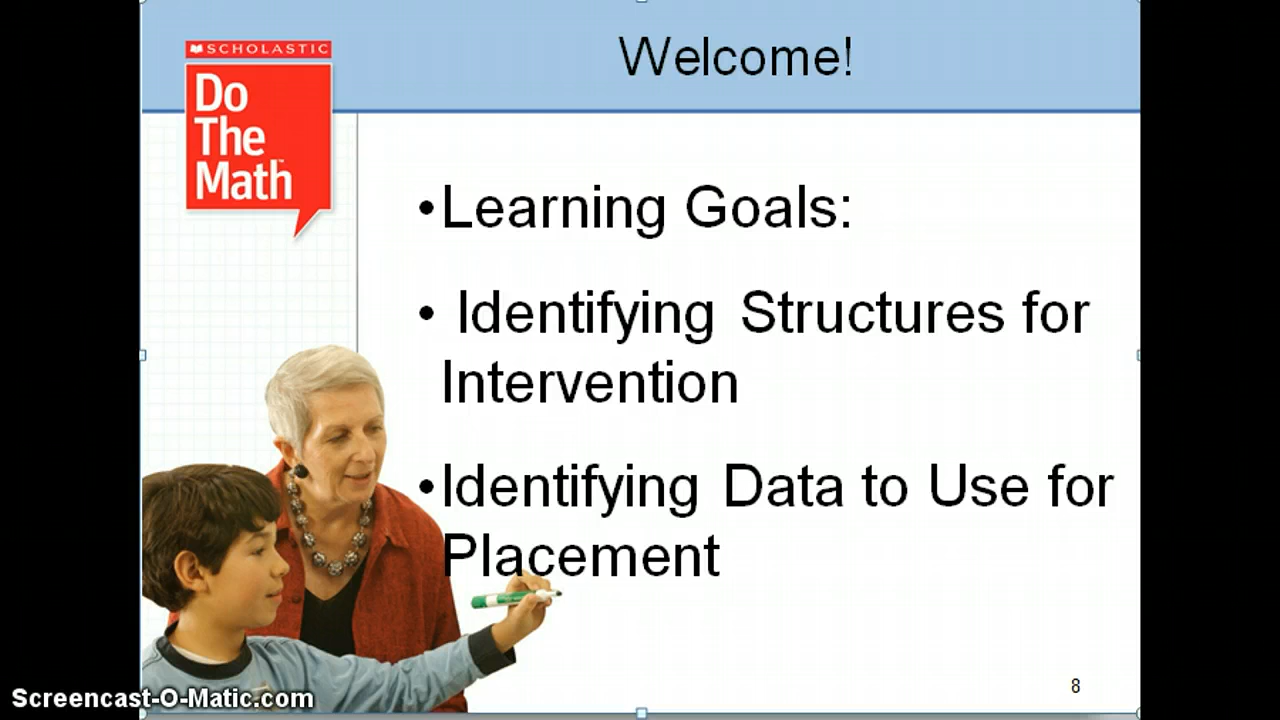 Welcome!
SCHOLASTIC
Do
The
Math™
•Learning Goals:
• Identifying Structures for
Intervention
•Identifying Data to Use for
Placement
8
Screencast-O-Matic.com